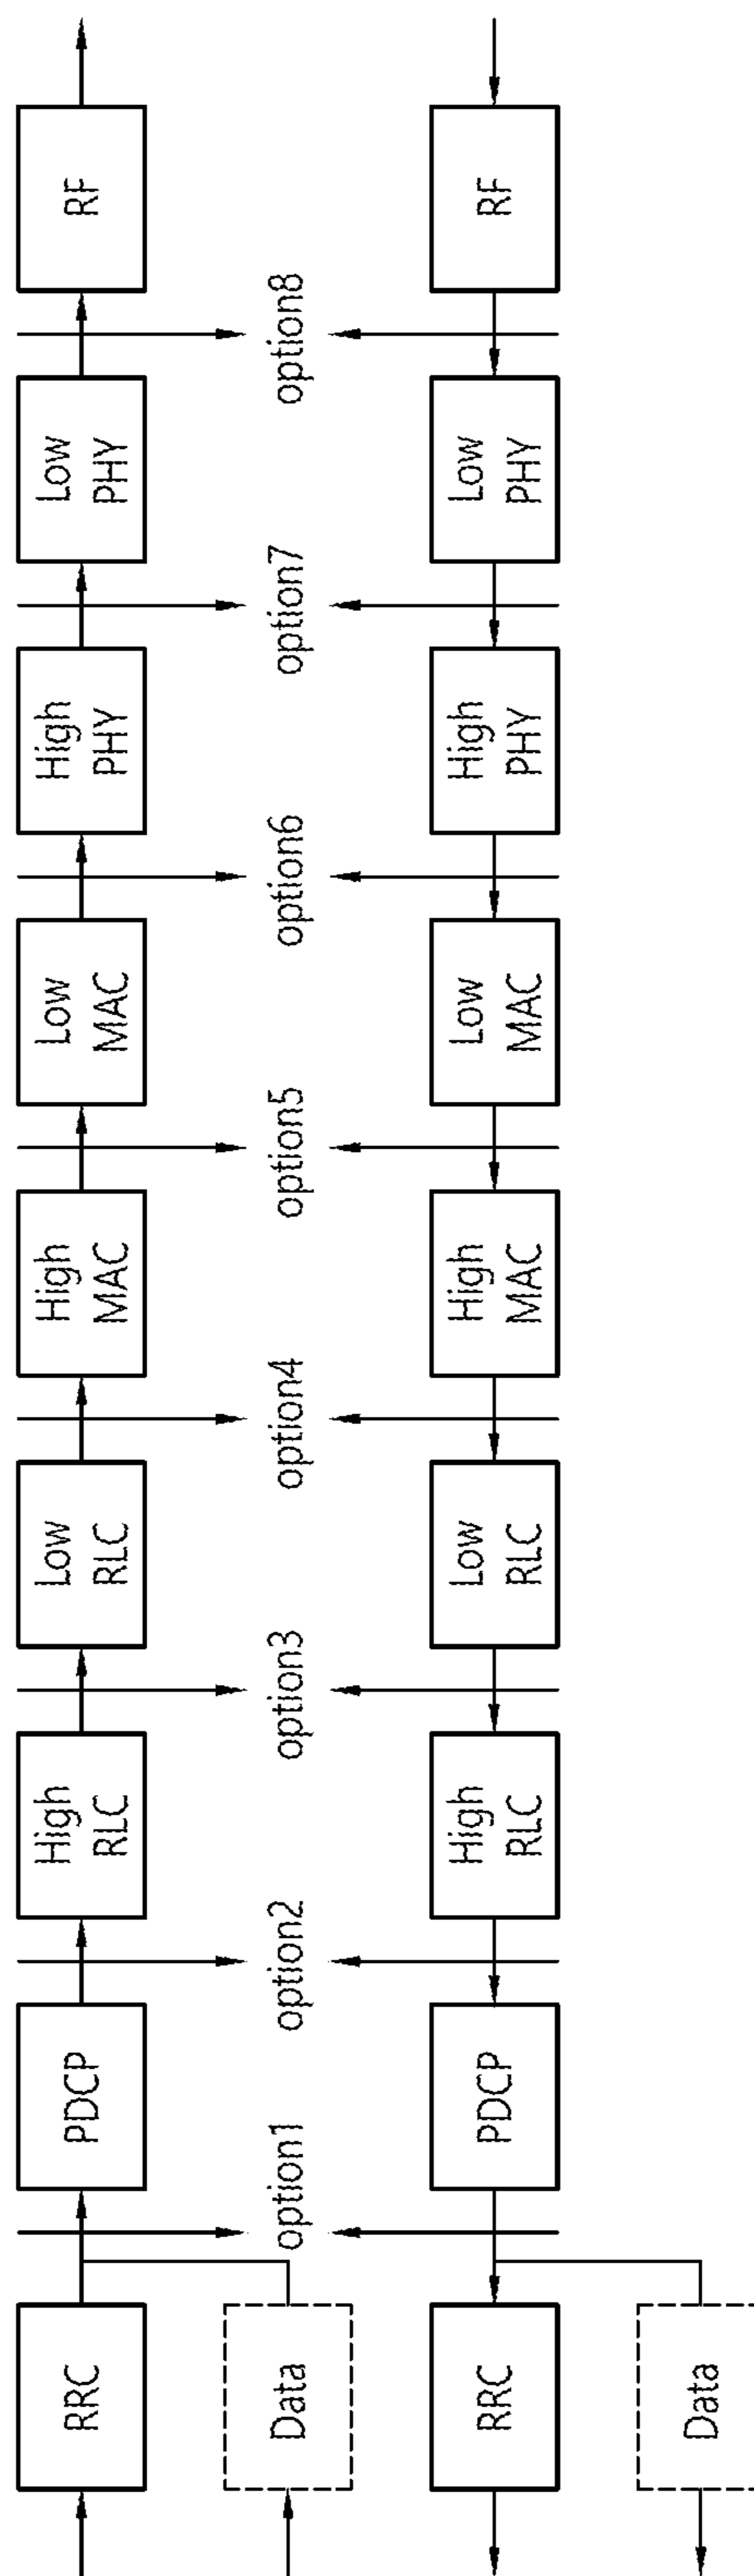 RRC
PDCP
High
RLC
Low
RLC
High
MAC
Low
MAC
High
PHY
Low
PHY
RF
Data
option1
option2
option3
option4
option5
option6
option7
option8
RRC
PDCP
High
RLC
Low
RLC
High
MAC
Low
MAC
High
PHY
Low
PHY
RF
Data